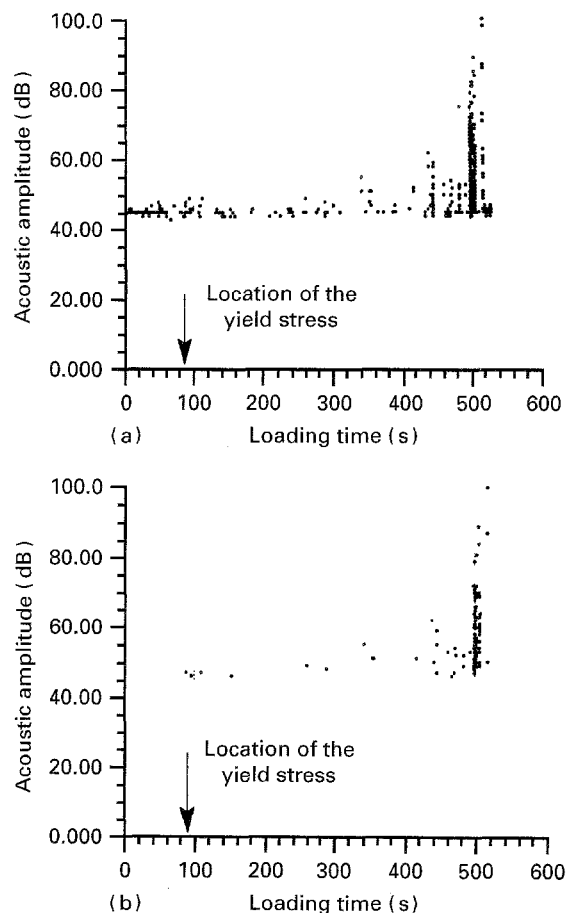 100.0
80.00
60.00
40.00
20.00
0.000
Acoustic amplitude (dB)
Location of the
yield stress
0 100 200 300 400 500 600
(a) Loading time (s)
100.0
80.00
60.00
40.00
20.00
0.000
Acoustic amplitude (dB)
Location of the
yield stress
0 100 200 300 400 500 600
(b) Loading time (s)